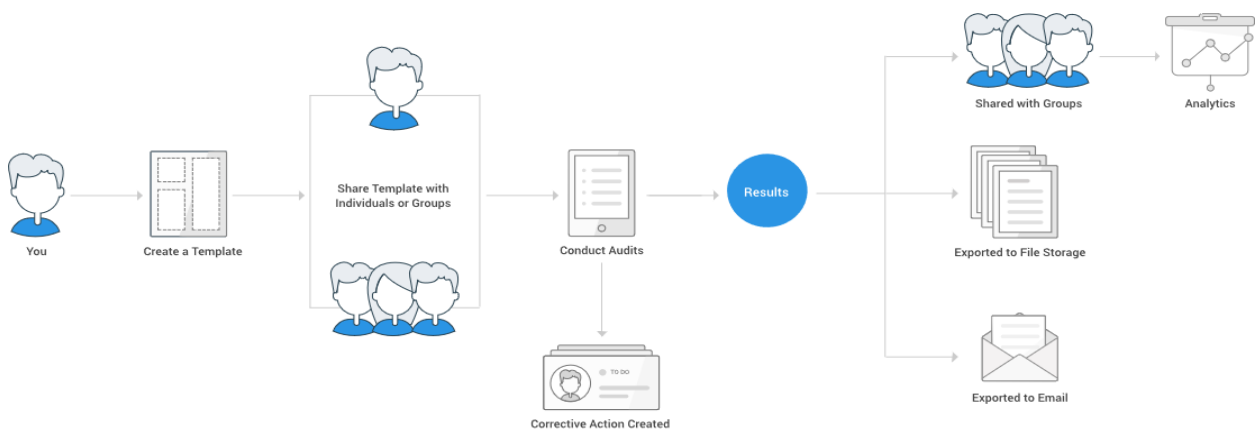 You
Create a Template
Share Template with
Individuals or Groups
Conduct Audits
TO DO
Corrective Action Created
Results
Shared with Groups
Analytics
Exported to File Storage
Exported to Email